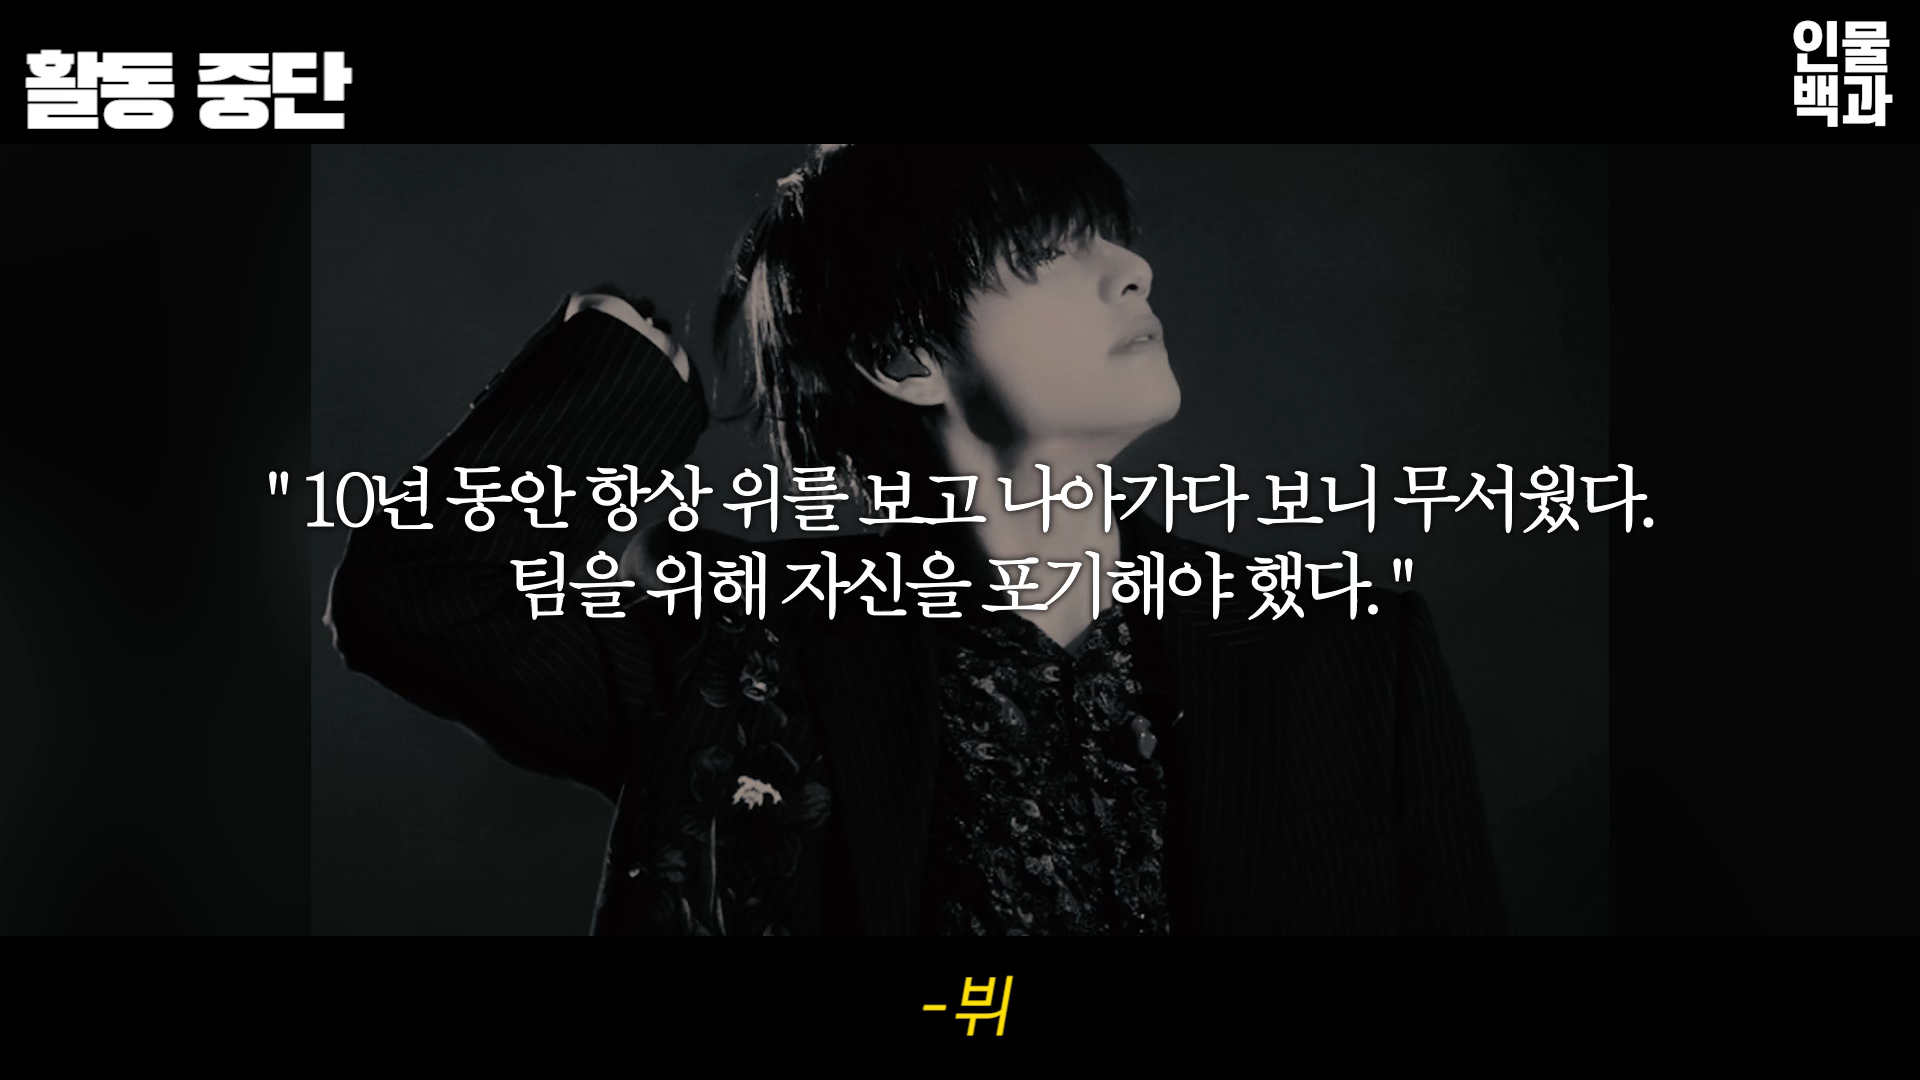 활동 중단
인물
백과
" 10년 동안 항상 위를 보고 나아가다 보니 무서웠다.
팀을 위해 자신을 포기해야 했다. "
- 뷔